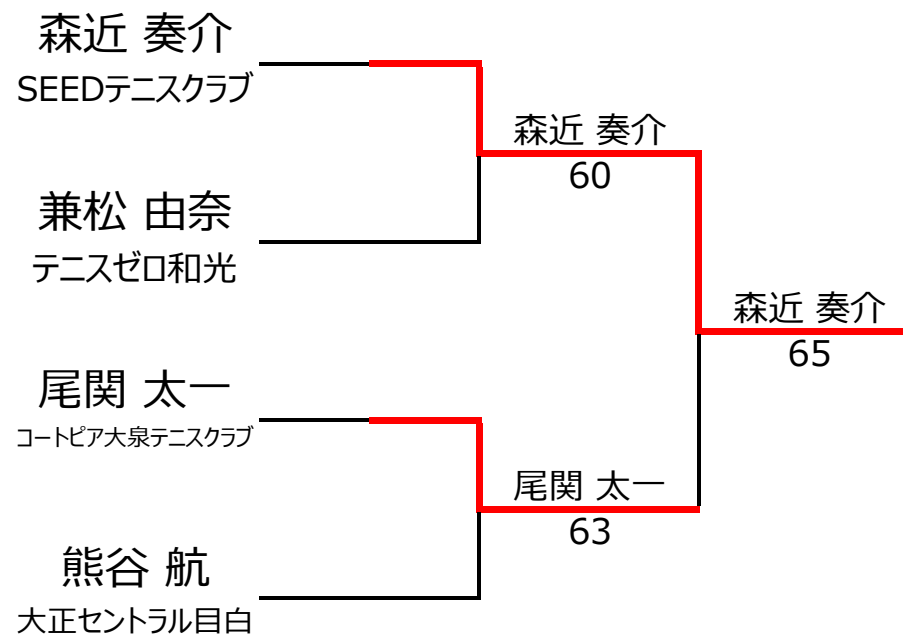 森近 奏介
SEEDテニスクラブ
森近 奏介
60
兼松 由奈
テニスゼロ和光
森近 奏介
65
尾関 太一
コートピア大泉テニスクラブ
尾関 太一
63
熊谷 航
大正セントラル目白